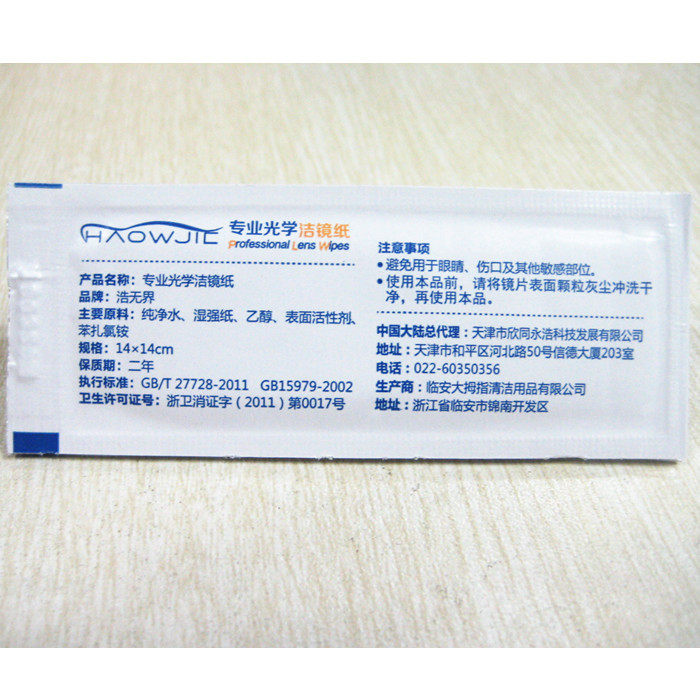 HAOWJIE 专业光学洁镜纸
Professional Lens Wipes
产品名称：专业光学洁镜纸
品牌：浩无界
主要原料：纯净水、湿强纸、乙醇、表面活性剂、
苯扎氯铵
规格：14×14cm
保质期：二年
执行标准：GB/T 27728-2011 GB15979-2002
卫生许可证号：浙卫消证字（2011）第0017号
注意事项
• 避免用于眼睛、伤口及其他敏感部位。
• 使用本品前，请将镜片表面颗粒灰尘冲洗干
净，再使用本品。
中国大陆总代理：天津市欣同永浩科技发展有限公司
地址：天津市和平区河北路50号信德大厦203室
电话：022-60350356
生产商：临安大拇指清洁用品有限公司
地址：浙江省临安市锦南开发区